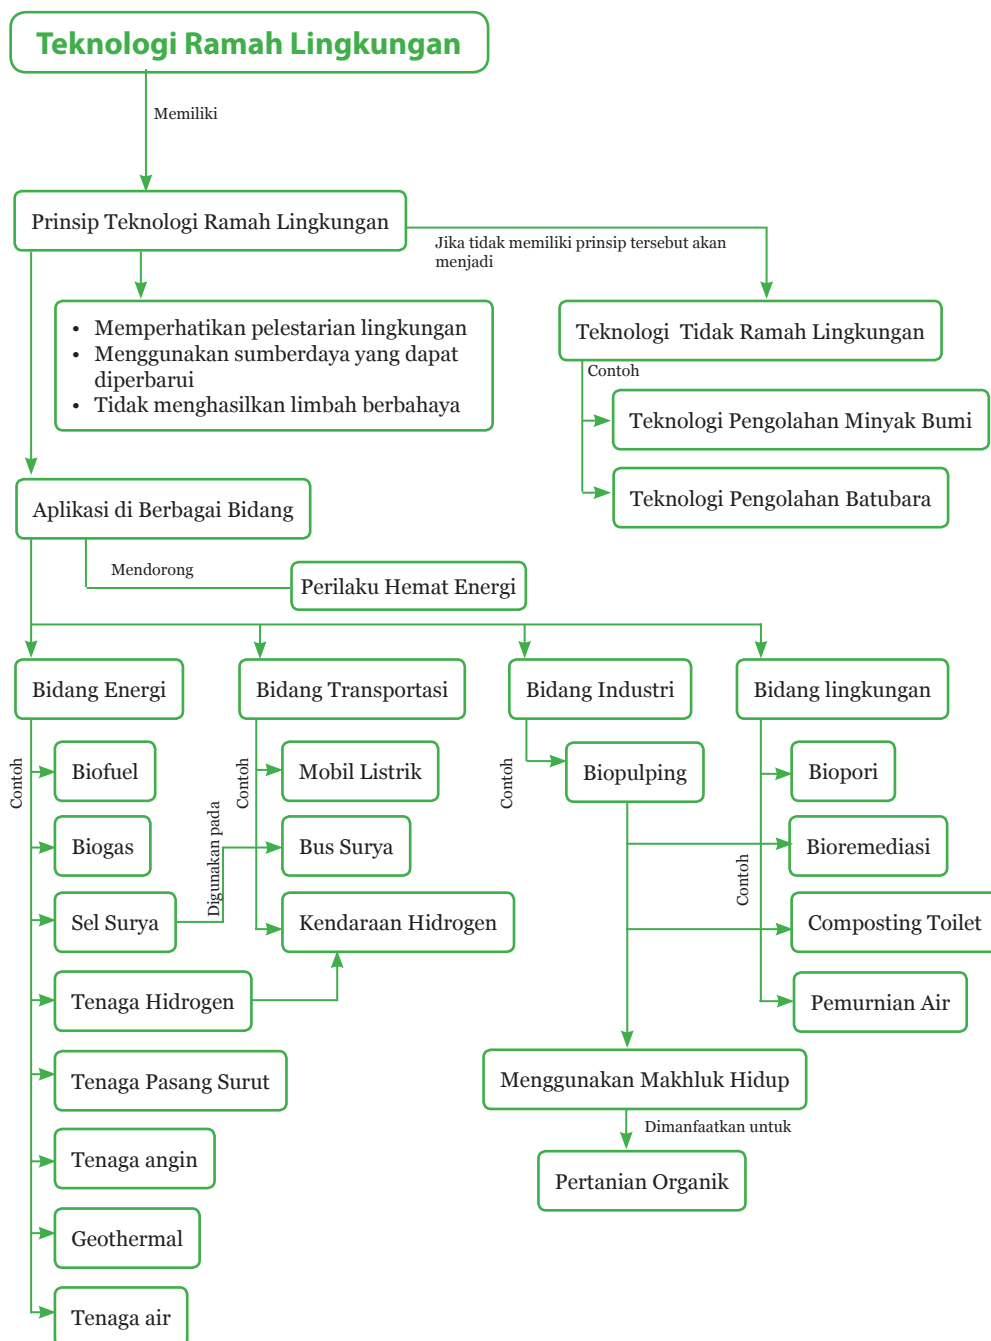 Teknologi Ramah Lingkungan
Memiliki
Prinsip Teknologi Ramah Lingkungan
Jika tidak memiliki prinsip tersebut akan
menjadi
• Memperhatikan pelestarian lingkungan
• Menggunakan sumberdaya yang dapat
diperbarui
• Tidak menghasilkan limbah berbahaya
Teknologi Tidak Ramah Lingkungan
Contoh
Teknologi Pengolahan Minyak Bumi
Teknologi Pengolahan Batubara
Aplikasi di Berbagai Bidang
Mendorong
Perilaku Hemat Energi
Bidang Energi
Contoh
Biofuel
Biogas
Sel Surya
Tenaga Hidrogen
Tenaga Pasang Surut
Tenaga angin
Geothermal
Tenaga air
Digunakan pada
Bidang Transportasi
Contoh
Mobil Listrik
Bus Surya
Kendaraan Hidrogen
Bidang Industri
Contoh
Biopulping
Menggunakan Makhluk Hidup
Dimanfaatkan untuk
Pertanian Organik
Bidang lingkungan
Contoh
Biopori
Bioremediasi
Composting Toilet
Pemurnian Air